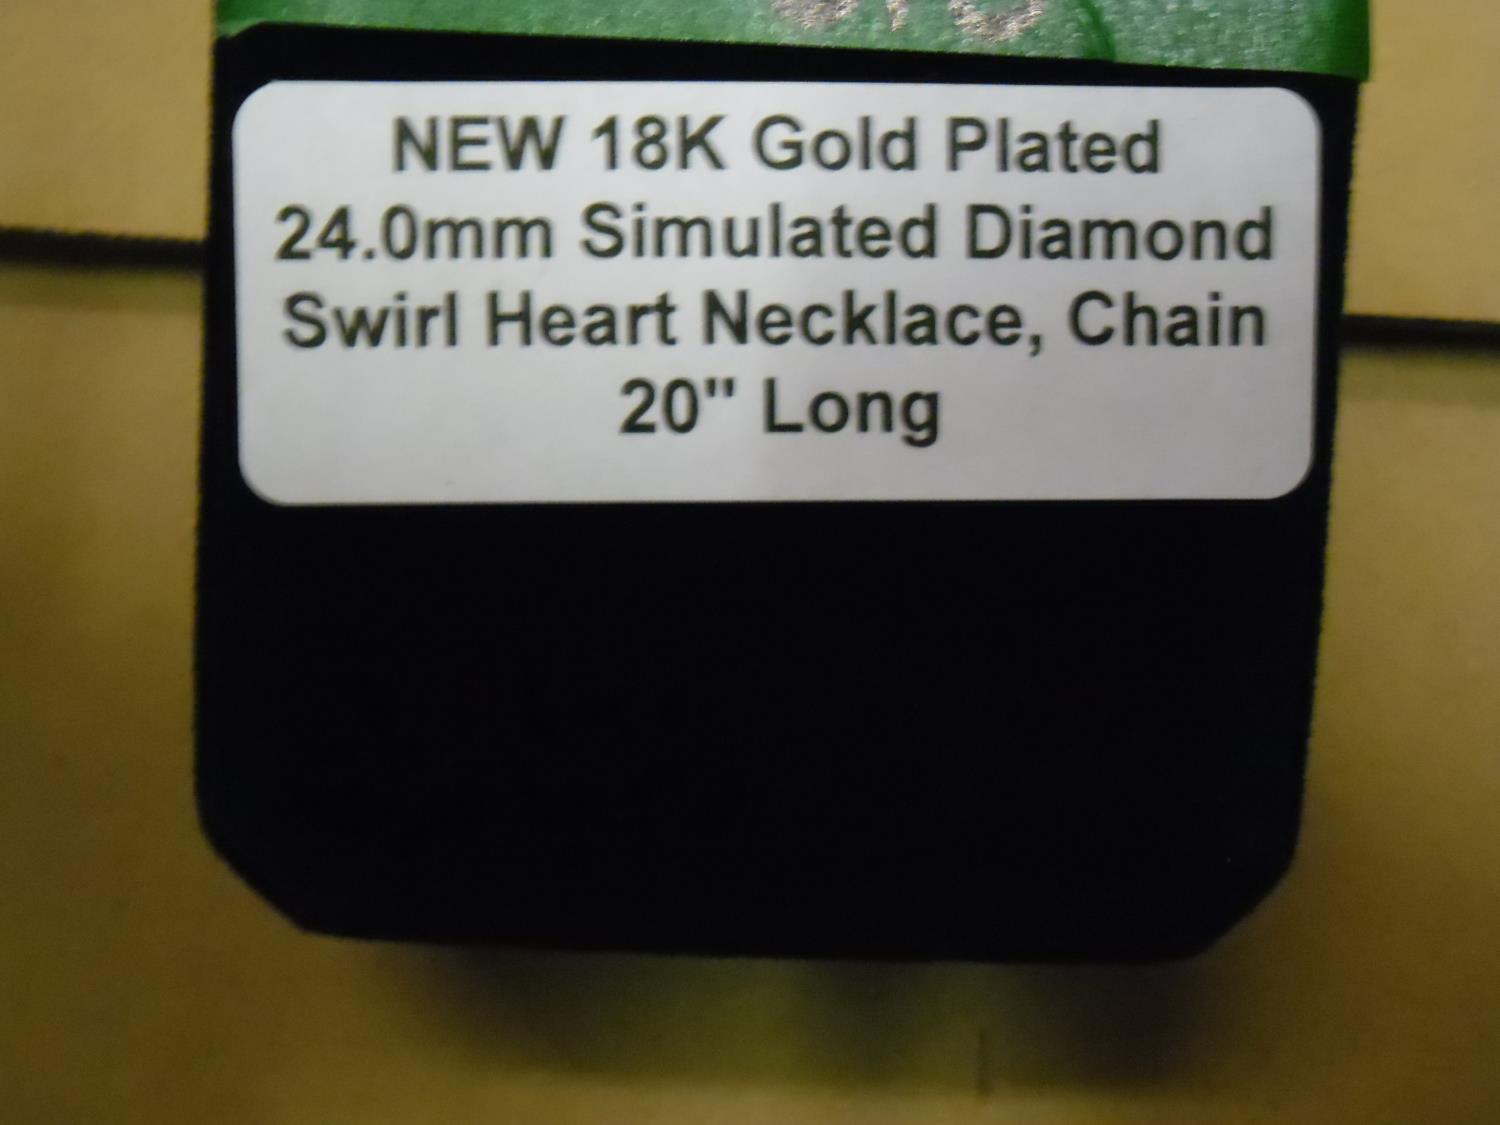 NEW 18K Gold Plated
24.0mm Simulated Diamond
Swirl Heart Necklace, Chain
20" Long